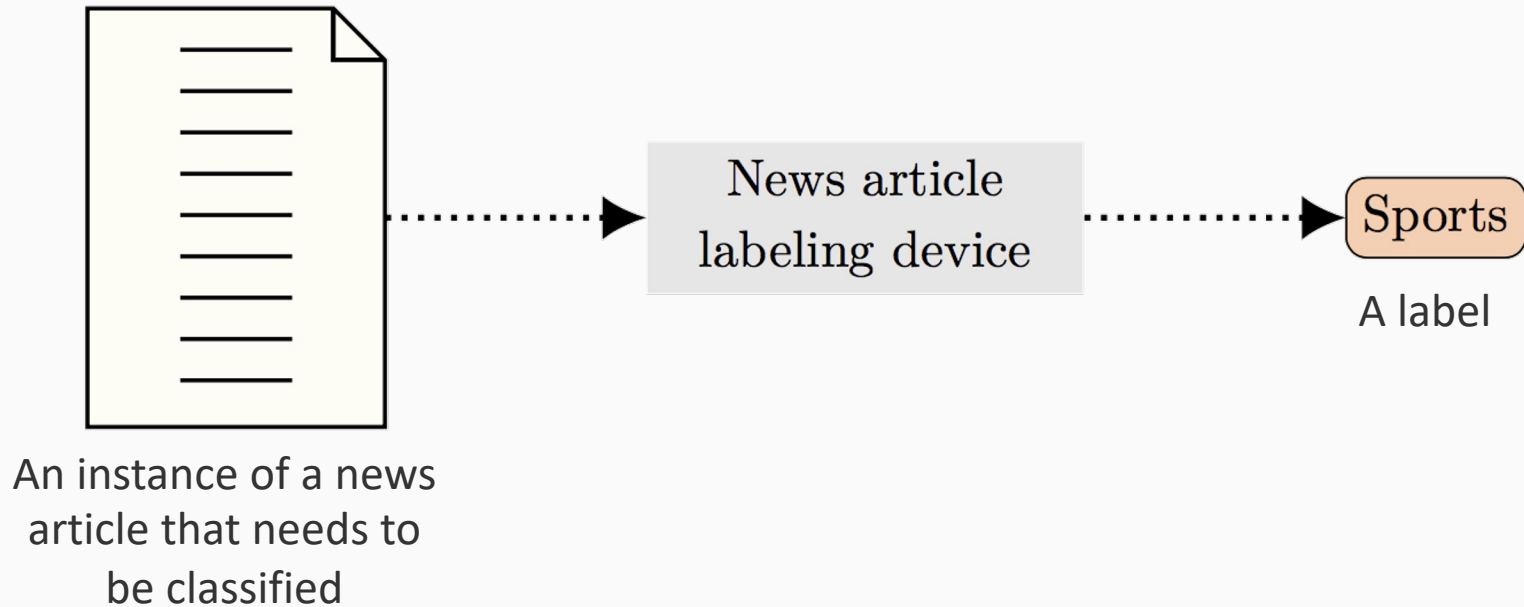 News article
labeling device
Sports
A label
An instance of a news
article that needs to
be classified